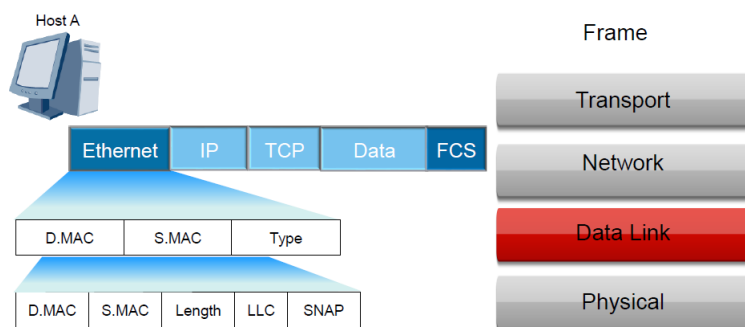 Host A
Frame
Transport
Ethernet IP TCP Data FCS
Network
D.MAC S.MAC Type
Data Link
D.MAC S.MAC Length LLC SNAP
Physical